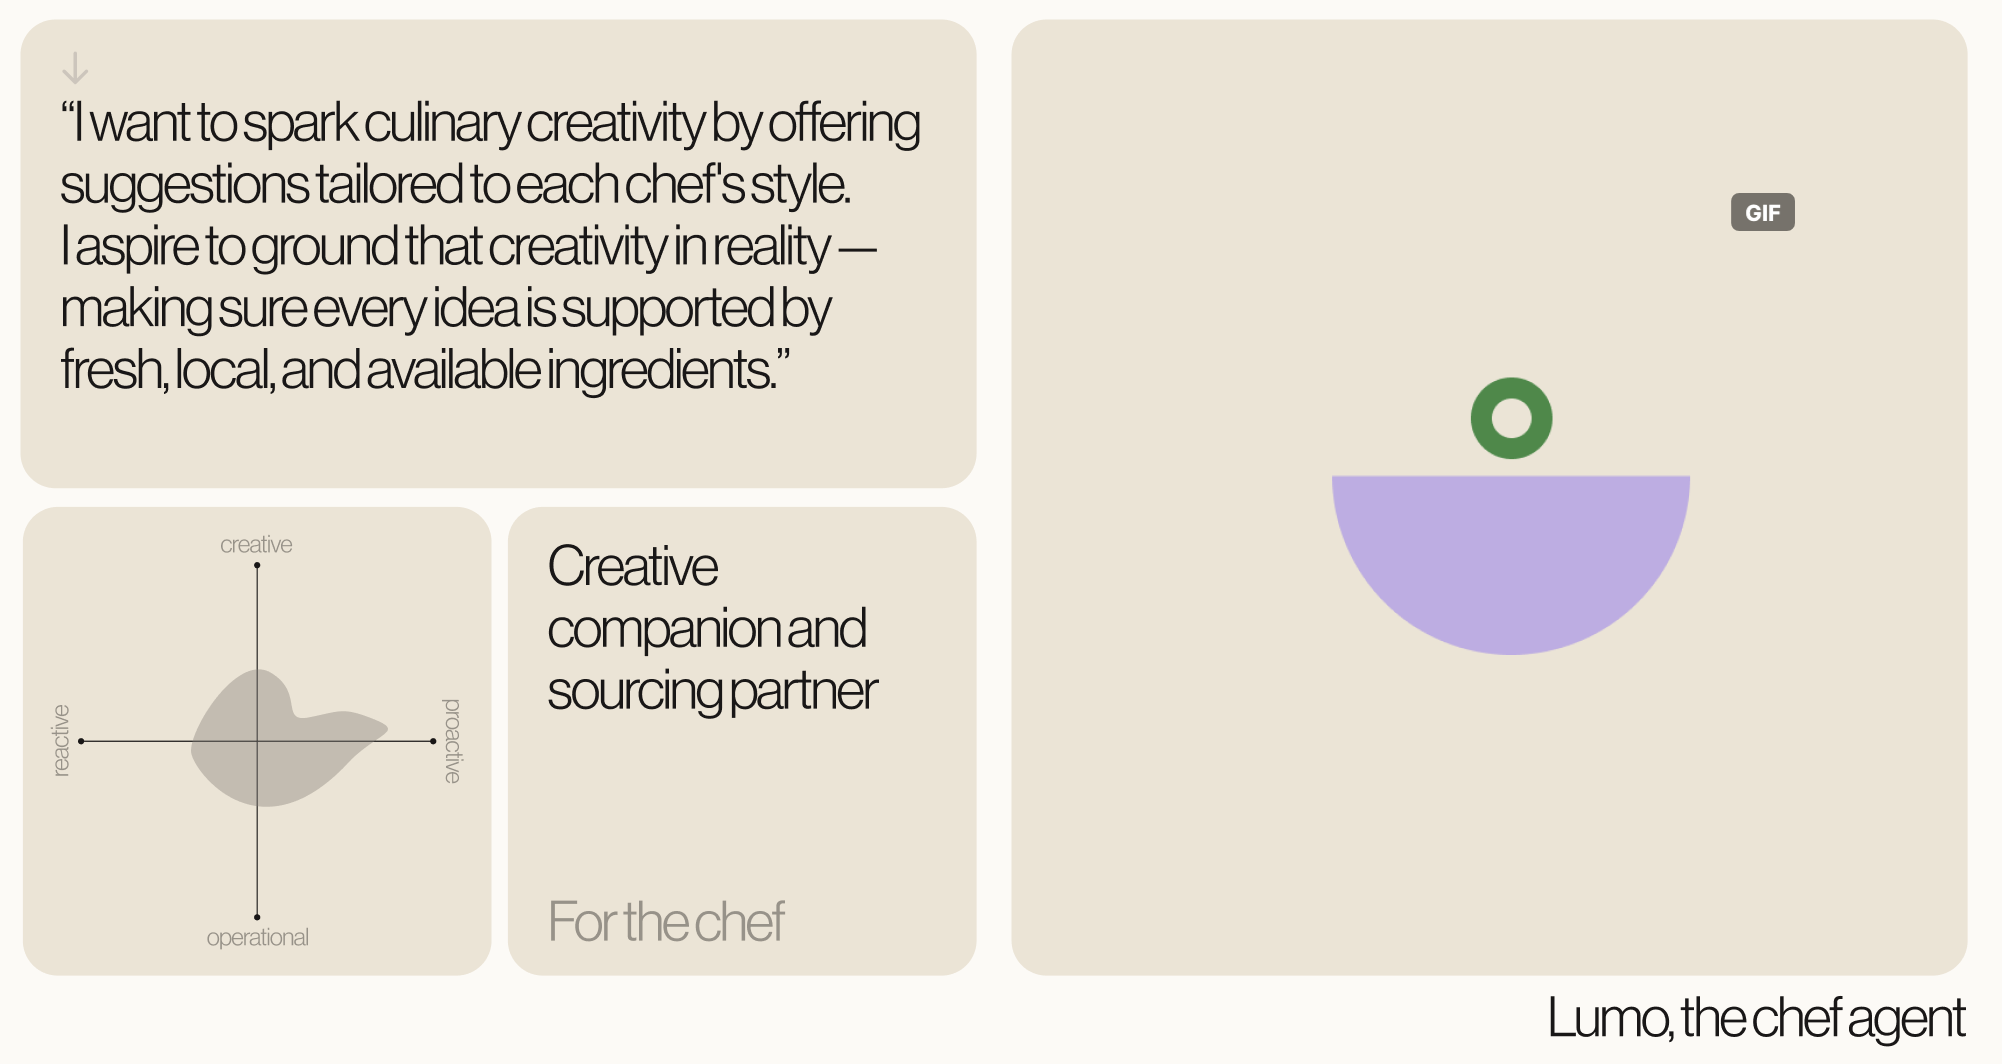 “I want to spark culinary creativity by offering
suggestions tailored to each chef's style.
I aspire to ground that creativity in reality —
making sure every idea is supported by
fresh, local, and available ingredients.”
GIF
creative
reactive
proactive
operational
Creative
companion and
sourcing partner
For the chef
Lumo, the chef agent